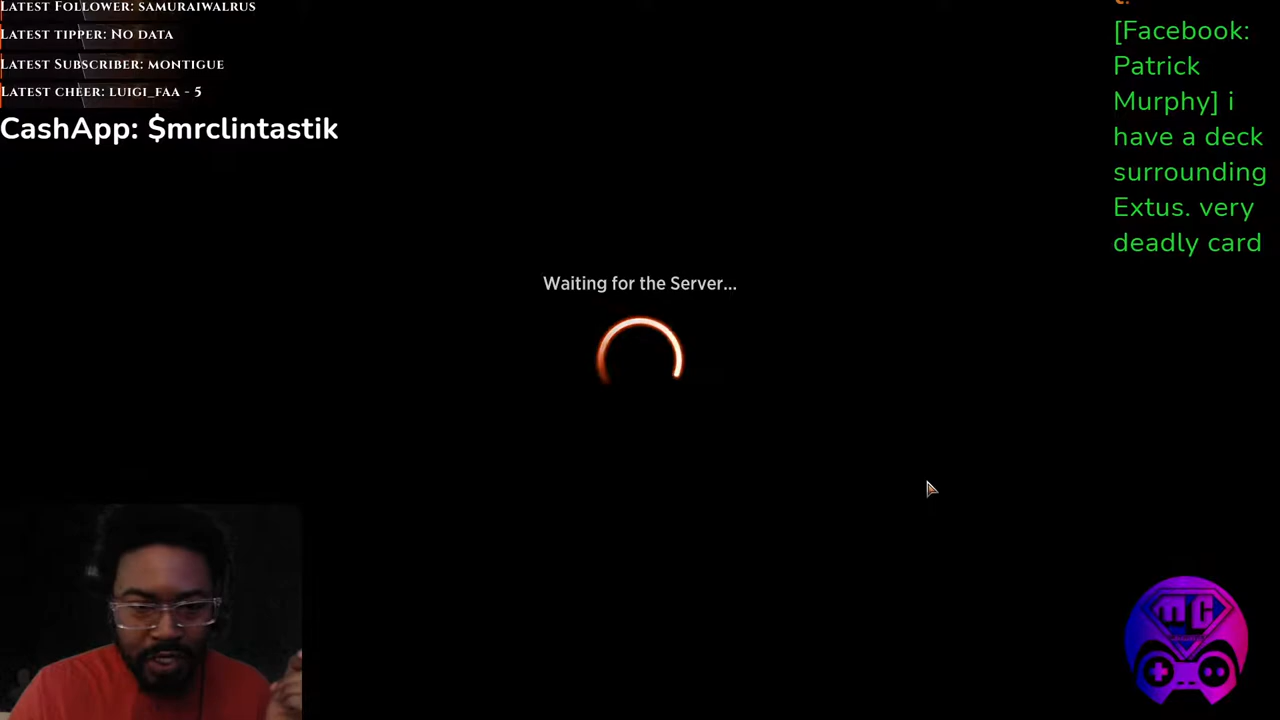 LATEST FOLLOWER: SAMURAIWALRUS
LATEST TIPPER: NO DATA
LATEST SUBSCRIBER: MONTIGUE
LATEST CHEER: LUIGI_FAA - 5
CashApp: $mrclintastik
Waiting for the Server...
[Facebook:
Patrick
Murphy] i
have a deck
surrounding
Extus. very
deadly card
mc